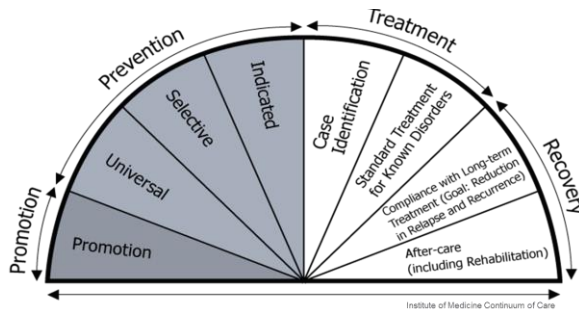 Promotion
Prevention
Treatment
Recovery
Promotion
Universal
Selective
Indicated
Case
Identification
Standard Treatment
for Known Disorders
Compliance with Long-term
Treatment (Goal: Reduction
in Relapse and Recurrence)
After-care
(including Rehabilitation)
Institute of Medicine Continuum of Care